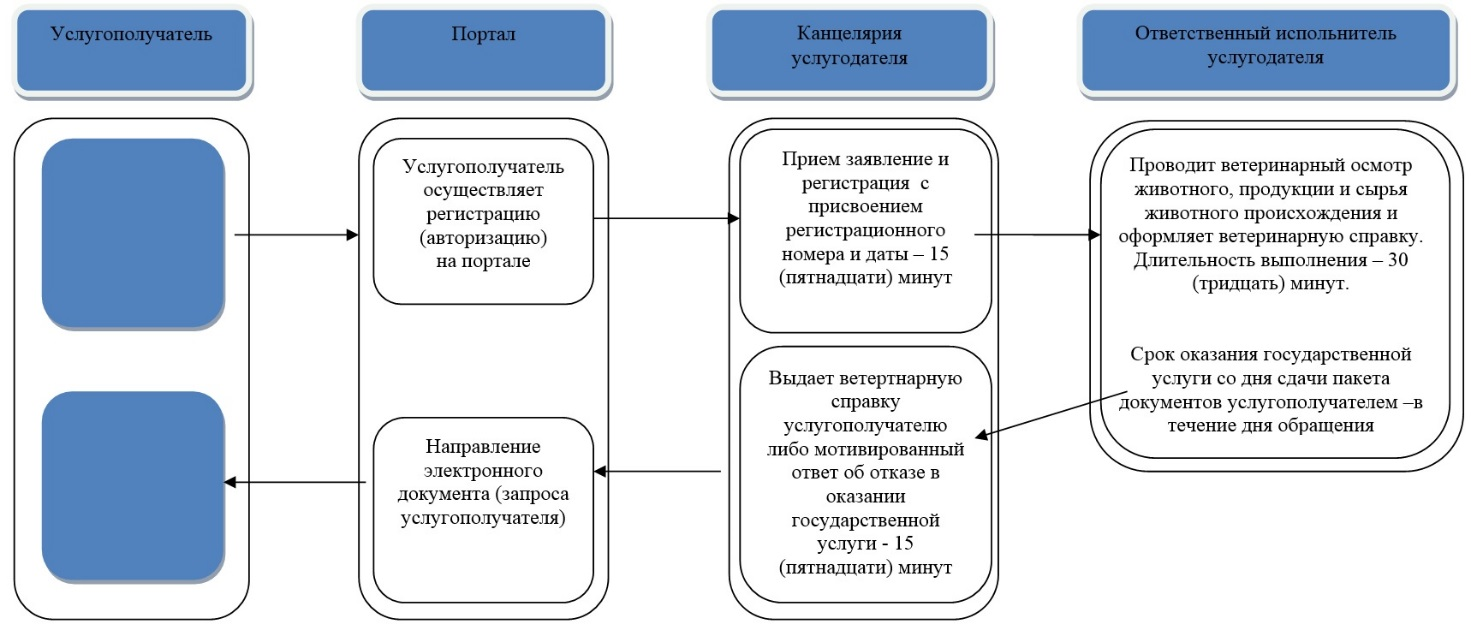 Услугополучатель
Портал
Канцелярия
услугодателя
Ответственный испольнитель
услугодателя
Услугополучатель
осуществляет
регистрацию
(авторизацию)
на портале
Прием заявление и
регистрация с
присвоением
регистрационного
номера и даты – 15
(пятнадцати) минут
Проводит ветеринарный осмотр
животного, продукции и сырья
животного происхождения и
оформляет ветеринарную справку.
Длительность выполнения – 30
(тридцать) минут.
Срок оказания государственной
услуги со дня сдачи пакета
документов услугополучателем –в
течение дня обращения
Выдает ветертнарную
справку
услугополучателю
либо мотивированный
ответ об отказе в
оказании
государственной
услуги - 15
(пятнадцати) минут
Направление
электронного
документа (запроса
услугополучателя)